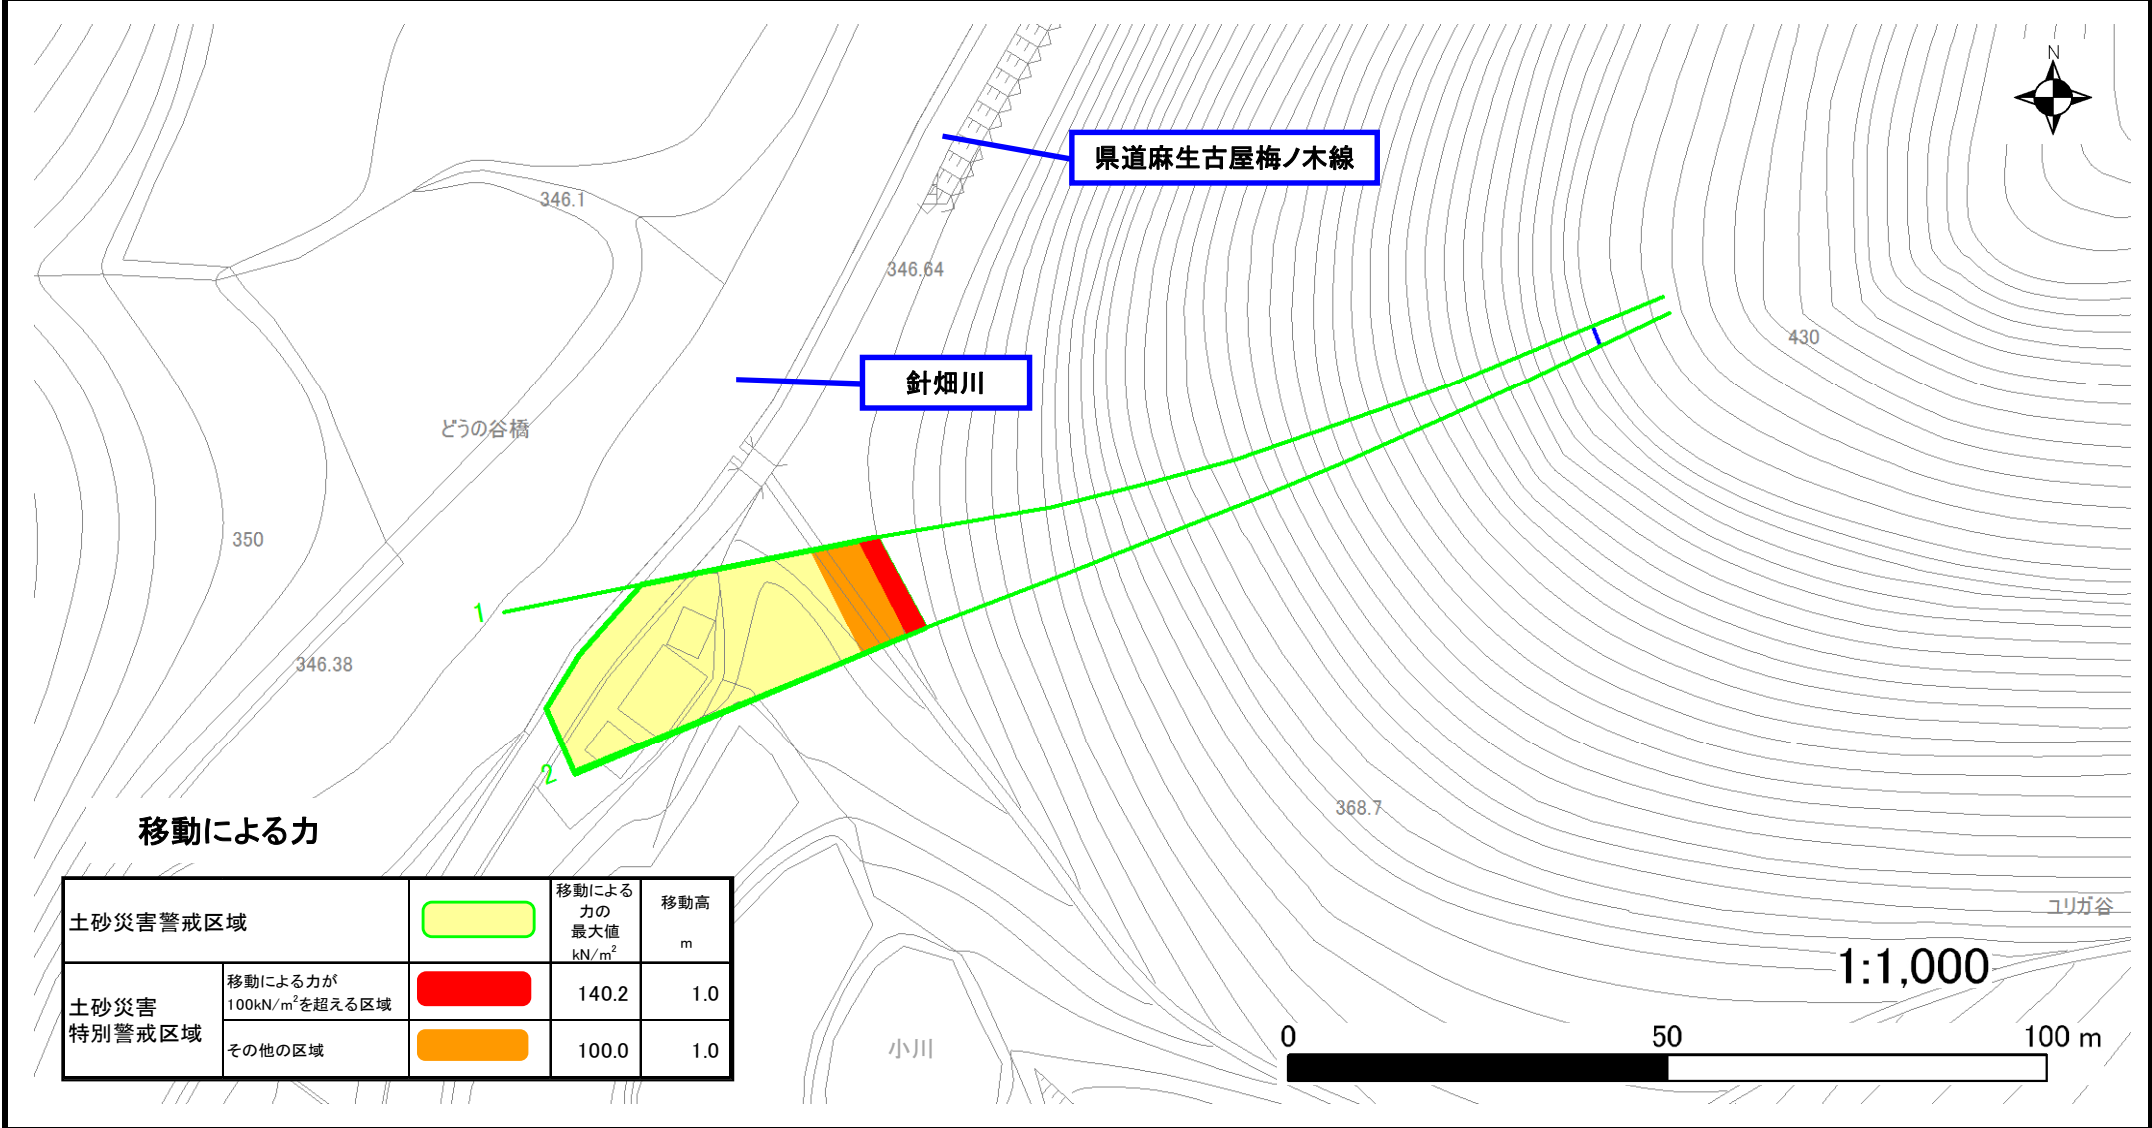 N
県道麻生古屋梅ノ木線
346.1
346.64
430
針畑川
どうの谷橋
350
1
346.38
2
368.7
移動による力
移動による
力の
最大値
kN/m²
移動高
m
土砂災害警戒区域
土砂災害
特別警戒区域
移動による力が
100kN/m²を超える区域
140.2
1.0
その他の区域
100.0
1.0
小川
ユリガ谷
1:1,000
0
50
100 m